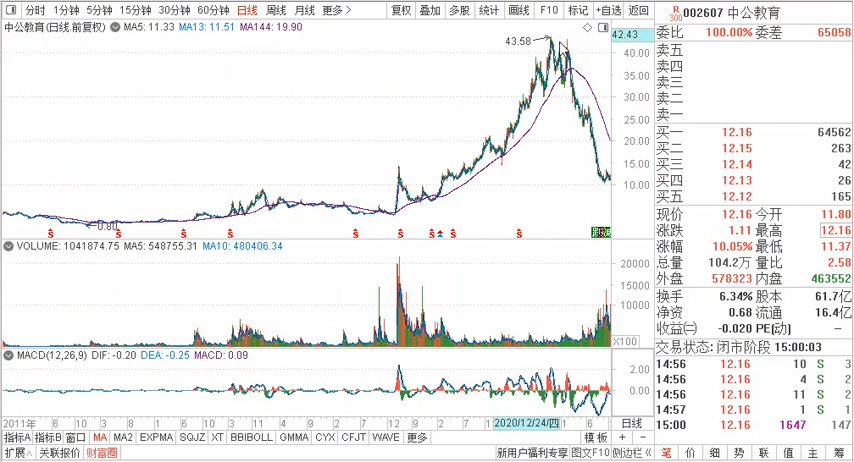 分时 1分钟 5分钟 15分钟 30分钟 60分钟 日线 周线 月线 更多 复权 叠加 多股 统计 画线 F10 标记 +自选 返回
中公教育(日线.前复权) MA5: 11.33 MA13: 11.51 MA144: 19.90
43.58
42.43
40.00
35.00
30.00
25.00
20.00
15.00
10.00
0.80
S S S S S S S 2 S S
VOLUME: 1041874.75 MA5: 548755.31 MA10: 480406.34
20000
15000
10000
X100
MACD(12,26,9) DIF: -0.20 DEA: -0.25 MACD: 0.09
2.00
0.00
-2.00
2011年 6 10 3 8 10 3 11 4 9 2 7 12 6 9 2 7 2020/12/24/四 1 6 日线
指标A 指标B 窗口 MA MA2 EXPMA SQJZ XT BBIBOLL GMMA CYX CFJT WAVE 更多 模板 + -
扩展∧ 关联报价 财富圈 新用户福利专享 图文F10 侧边栏《
R 300 002607 中公教育
委比 100.00% 委差 65058
卖五
卖四
卖三
卖二
卖一
买一 12.16 64562
买二 12.15 263
买三 12.14 42
买四 12.13 26
买五 12.12 165
现价 12.16 今开 11.80
涨跌 1.11 最高 12.16
涨幅 10.05% 最低 11.37
总量 104.2万 量比 2.58
外盘 578323 内盘 463552
换手 6.34% 股本 61.7亿
净资 0.68 流通 16.4亿
收益㈡ -0.020 PE(动) —
交易状态: 闭市阶段 15:00:03
14:56 12.16 10 S 3
14:56 12.16 4 S 2
14:56 12.16 11 S 2
14:57 12.16 1 S 1
15:00 12.16 1647 147
笔 价 细 势 联 值 主 筹